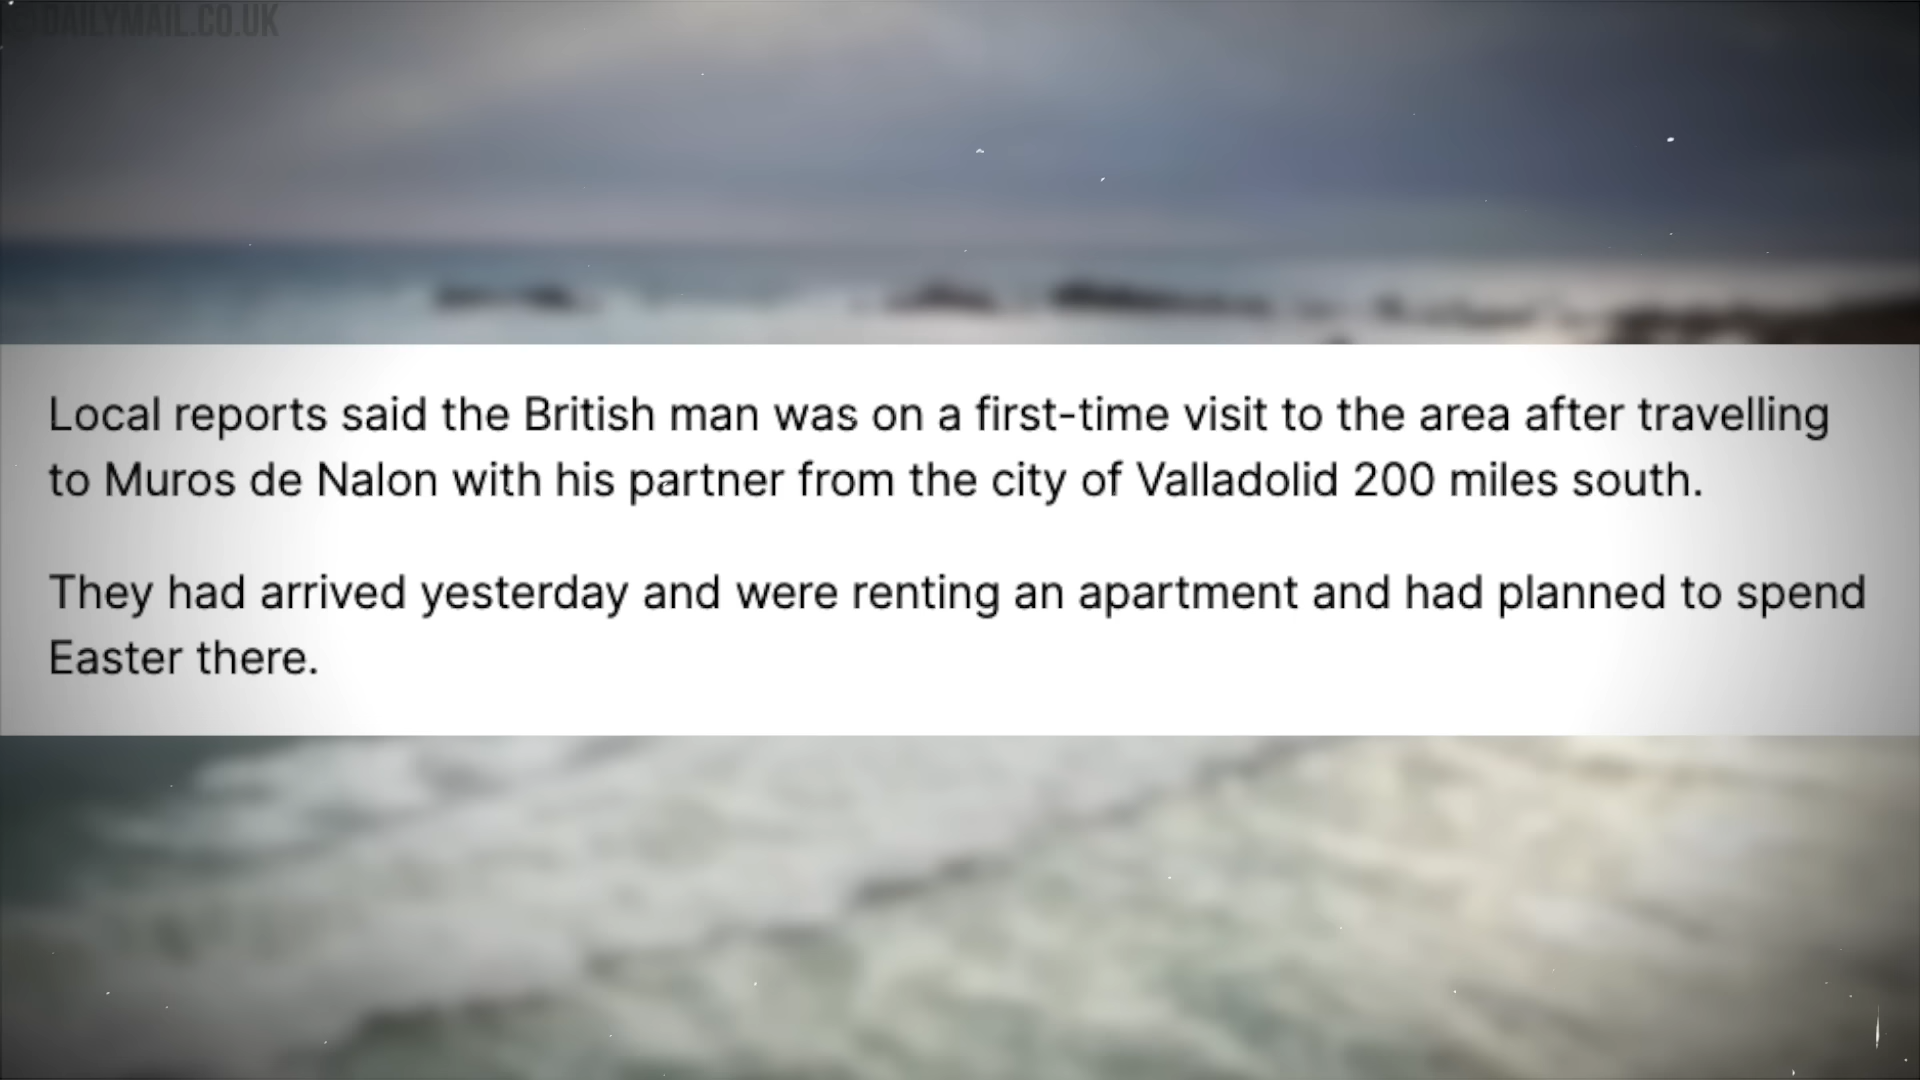 DAILYMAIL.CO.UK
Local reports said the British man was on a first-time visit to the area after travelling
to Muros de Nalon with his partner from the city of Valladolid 200 miles south.
They had arrived yesterday and were renting an apartment and had planned to spend
Easter there.